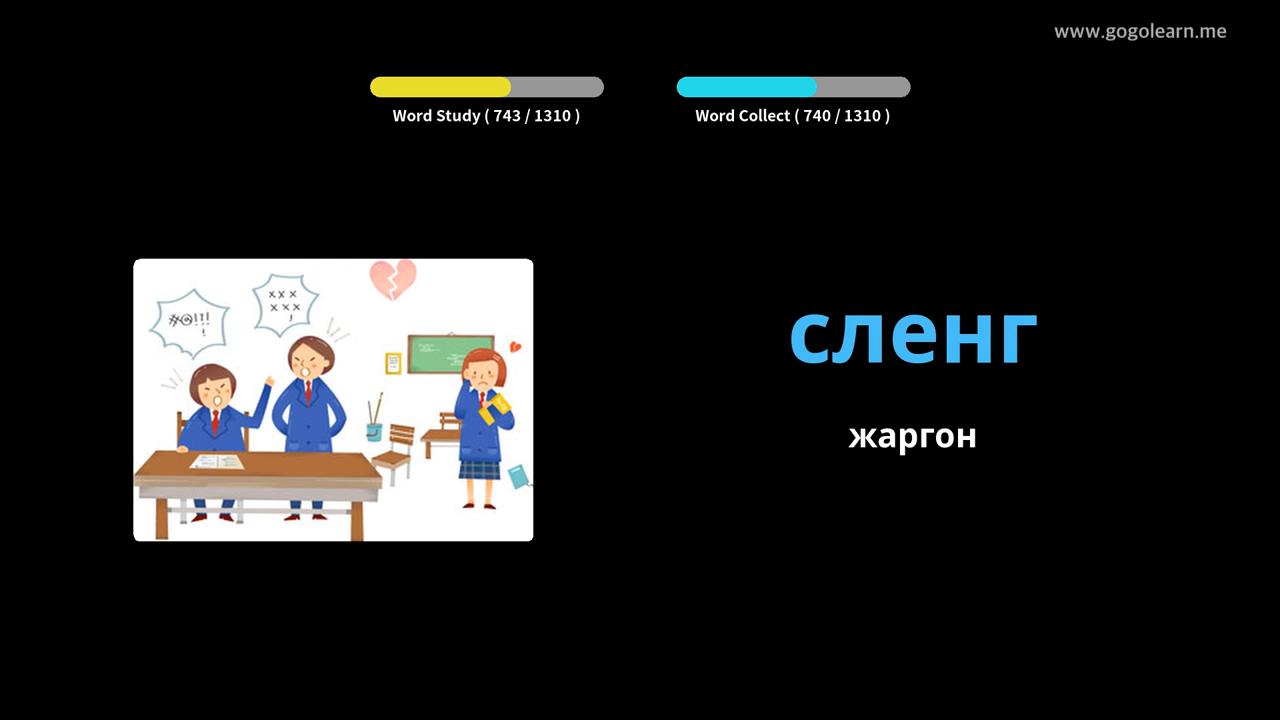 www.gogolearn.me
Word Study ( 743 / 1310 )
Word Collect ( 740 / 1310 )
#@!!!
!
x x x
x x x
!
сленг
жаргон